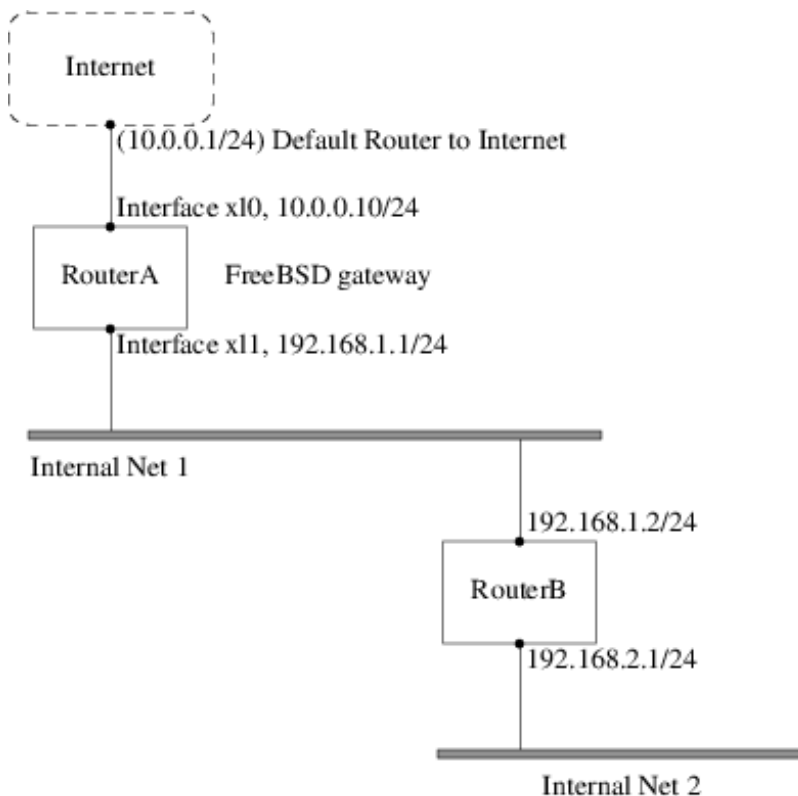 Internet
(10.0.0.1/24) Default Router to Internet
Interface xl0, 10.0.0.10/24
RouterA
FreeBSD gateway
Interface xl1, 192.168.1.1/24
Internal Net 1
192.168.1.2/24
RouterB
192.168.2.1/24
Internal Net 2